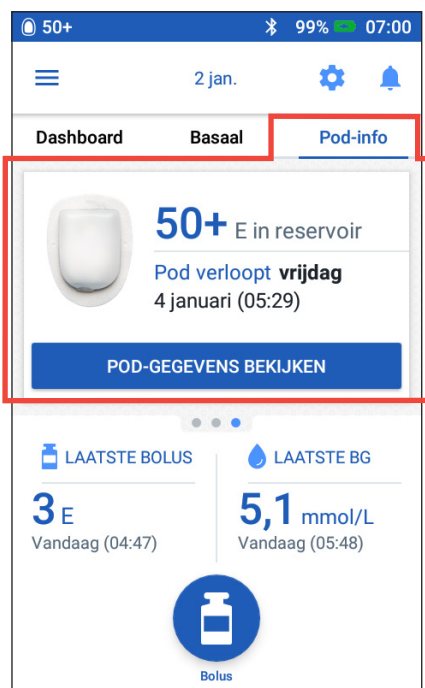 50+ 99% 07:00
2 jan.
Dashboard Basaal Pod-info
50+ E in reservoir
Pod verloopt vrijdag
4 januari (05:29)
POD-GEGEVENS BEKIJKEN
LAATSTE BOLUS LAATSTE BG
3 E 5,1 mmol/L
Vandaag (04:47) Vandaag (05:48)
Bolus